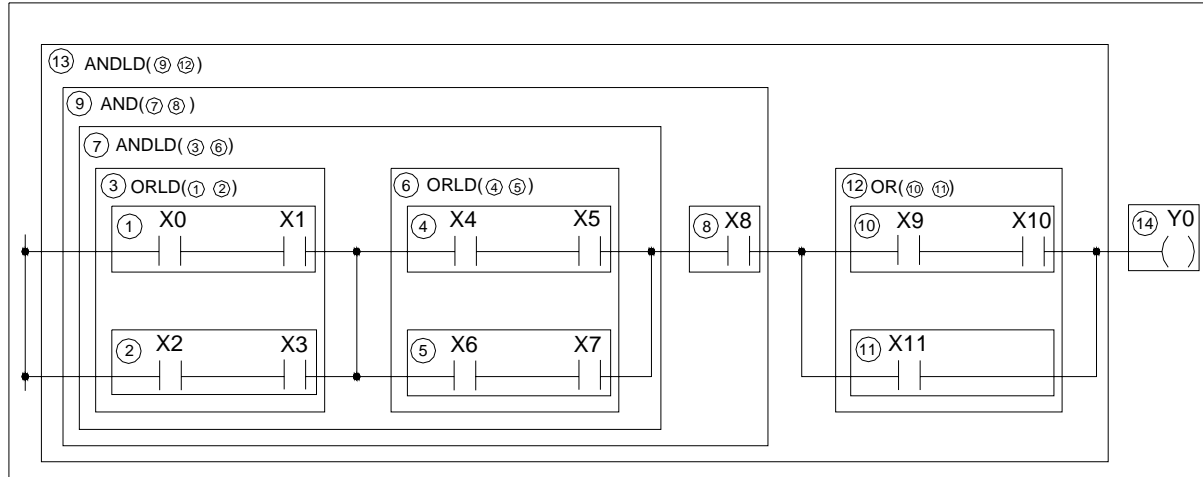 ⑬ ANDLD(⑨ ⑫)
⑨ AND(⑦ ⑧)
⑦ ANDLD(③ ⑥)
③ ORLD(① ②)
⑥ ORLD(④ ⑤)
⑫ OR(⑩ ⑪)
① X0 X1
④ X4 X5
⑧ X8
⑩ X9 X10
⑭ Y0
② X2 X3
⑤ X6 X7
⑪ X11